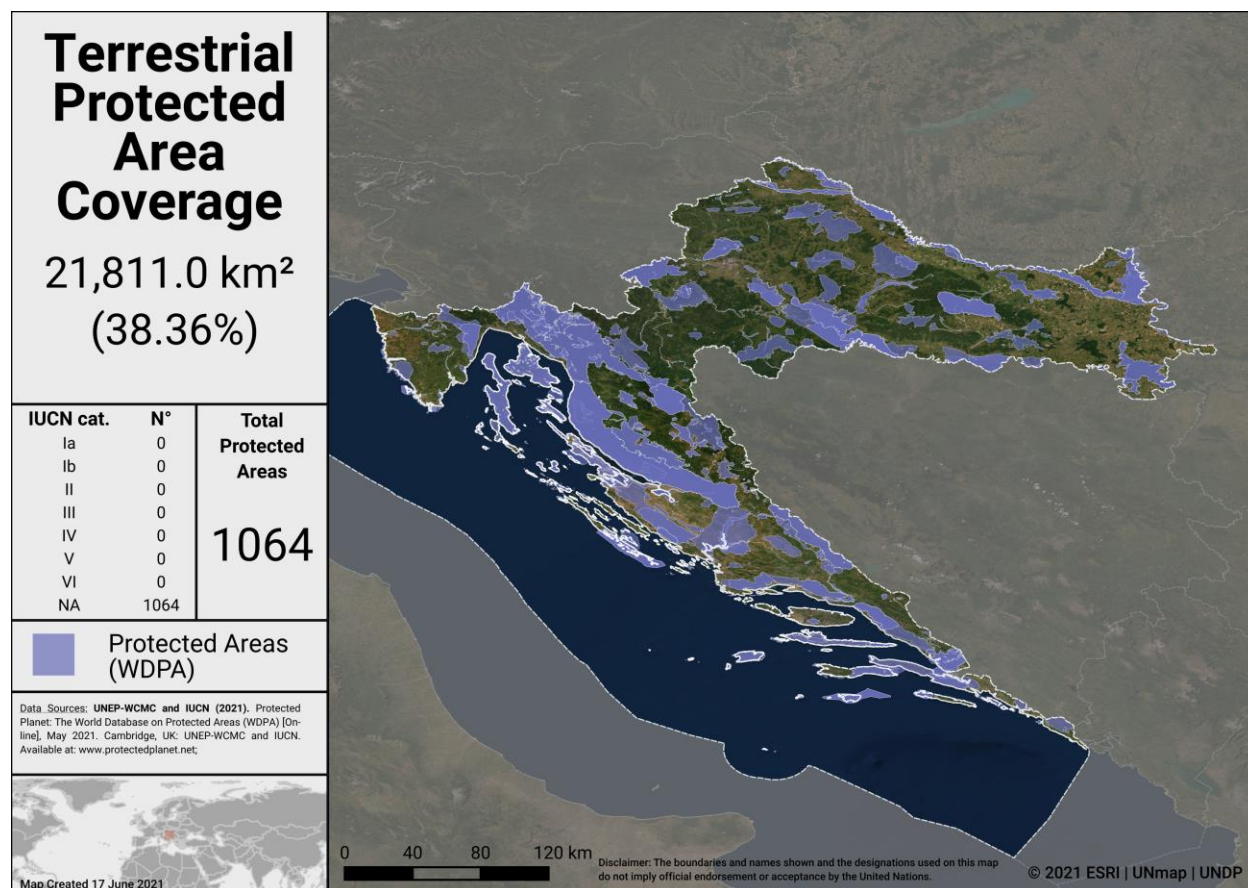 Terrestrial
Protected
Area
Coverage
21,811.0 km²
(38.36%)
IUCN cat. N°
Ia 0
Ib 0
II 0
III 0
IV 0
V 0
VI 0
NA 1064
Total
Protected
Areas
1064
Protected Areas
(WDPA)
Data Sources: UNEP-WCMC and IUCN (2021). Protected
Planet: The World Database on Protected Areas (WDPA) [On-
line], May 2021. Cambridge, UK: UNEP-WCMC and IUCN.
Available at: www.protectedplanet.net;
Map Created 17 June 2021
0 40 80 120 km
Disclaimer: The boundaries and names shown and the designations used on this map
do not imply official endorsement or acceptance by the United Nations.
© 2021 ESRI | UNmap | UNDP